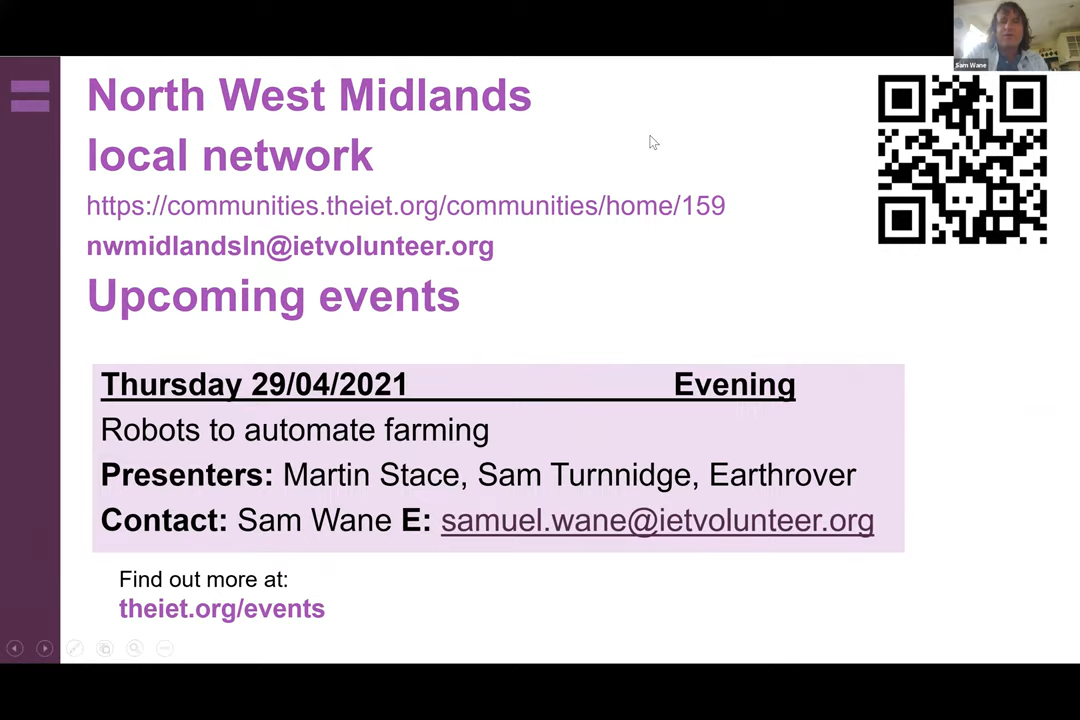 Sam Wane
North West Midlands
local network
https://communities.theiet.org/communities/home/159
nwmidlandsln@ietvolunteer.org
Upcoming events
Thursday 29/04/2021 Evening
Robots to automate farming
Presenters: Martin Stace, Sam Turnnidge, Earthrover
Contact: Sam Wane E: samuel.wane@ietvolunteer.org
Find out more at:
theiet.org/events